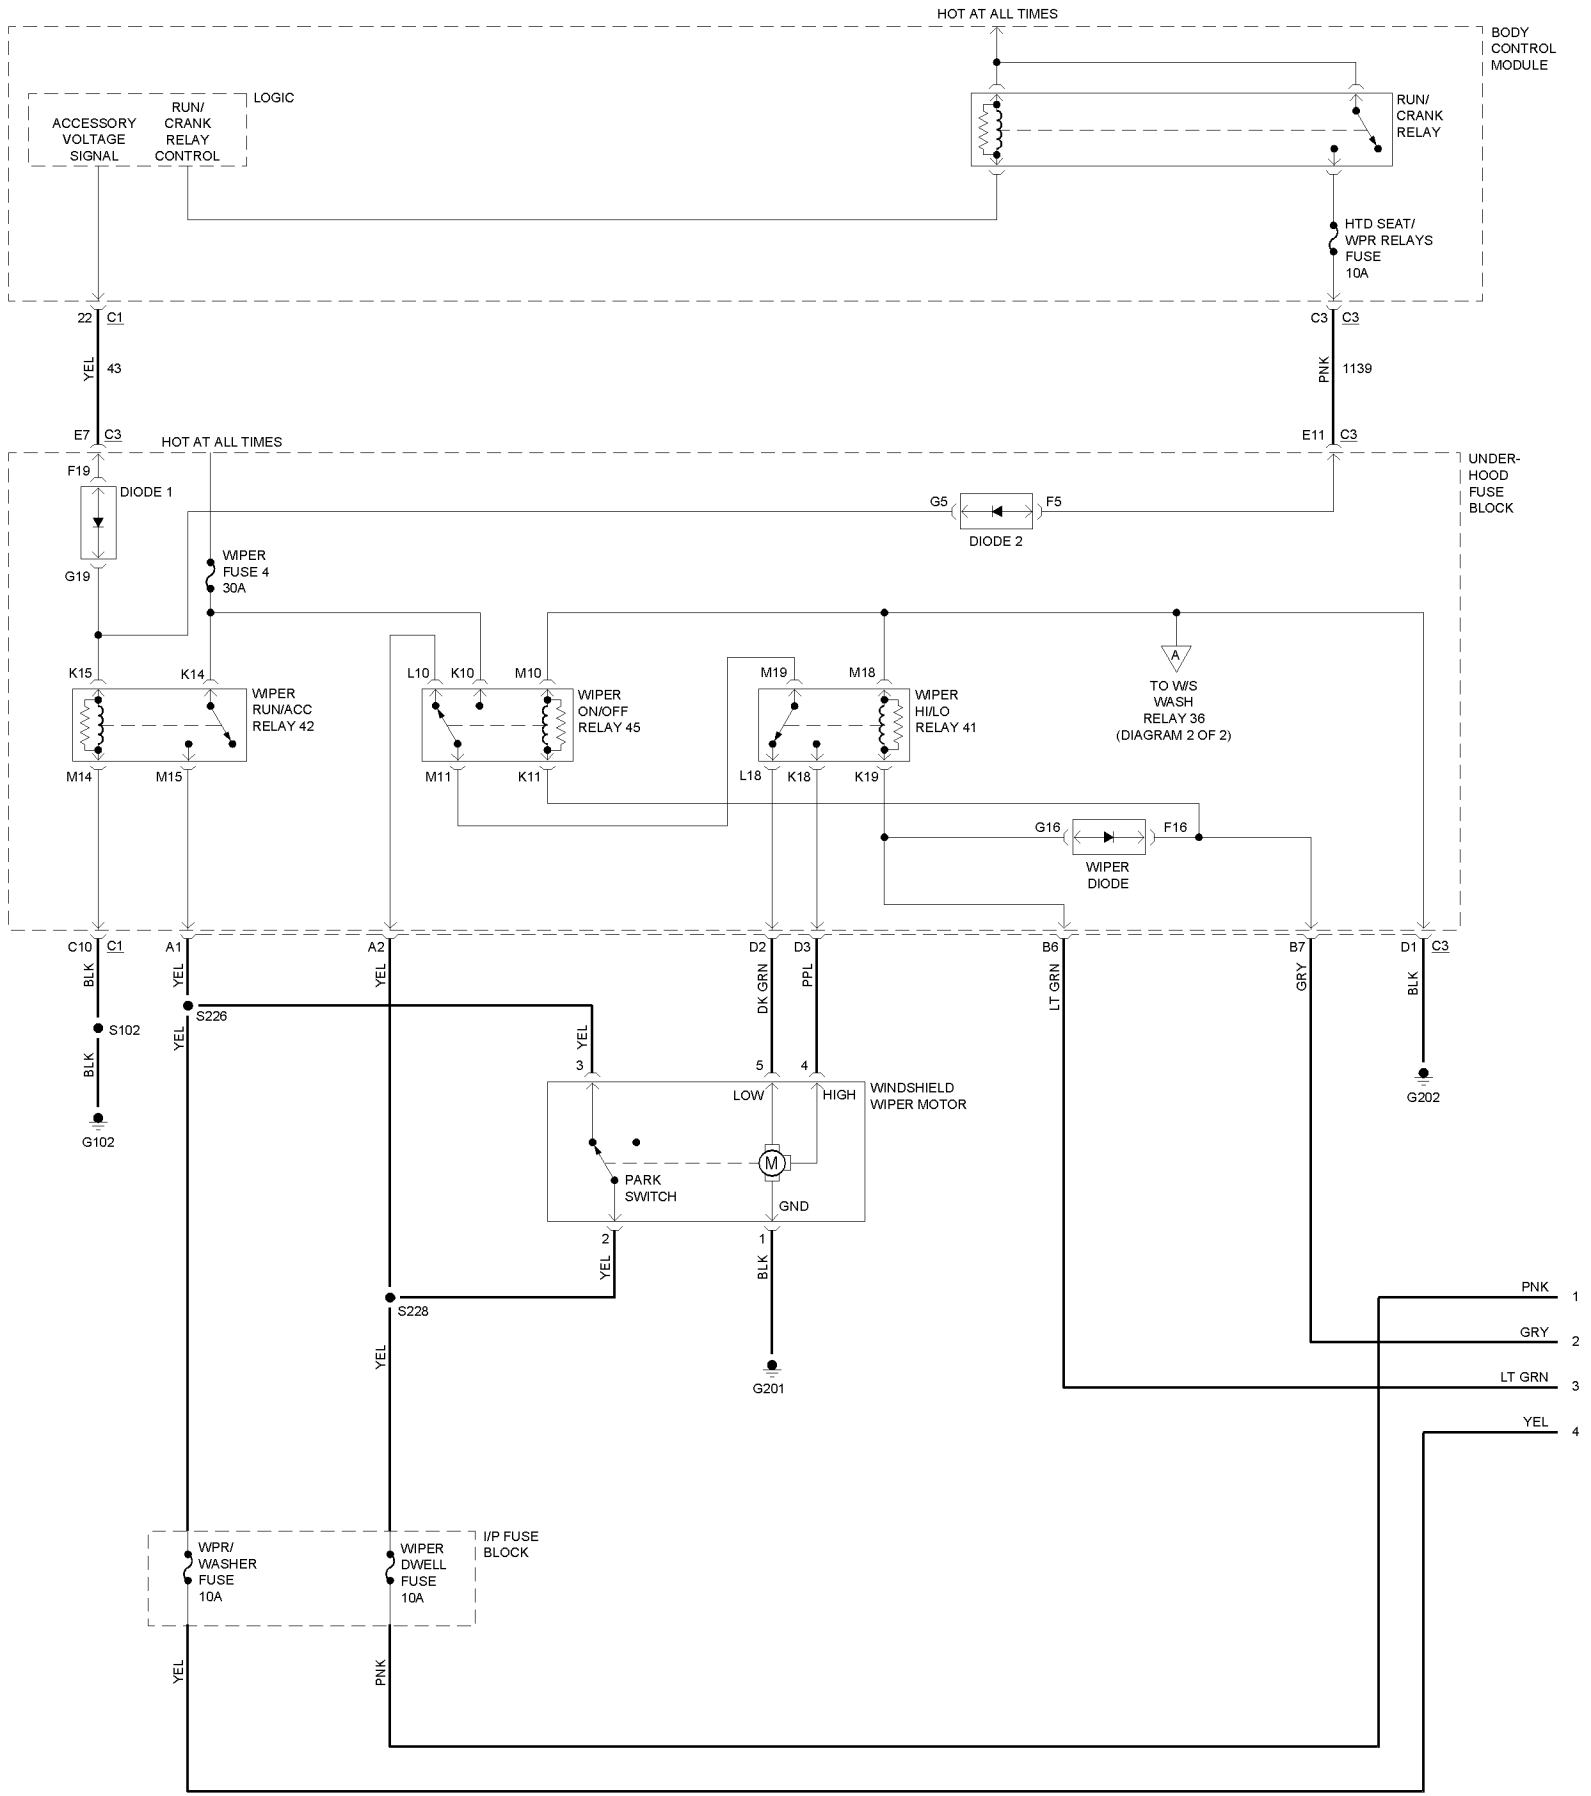 HOT AT ALL TIMES
BODY
CONTROL
MODULE
LOGIC
ACCESSORY
VOLTAGE
SIGNAL
RUN/
CRANK
RELAY
CONTROL
RUN/
CRANK
RELAY
HTD SEAT/
WPR RELAYS
FUSE
10A
22 C1
C3 C3
YEL 43
PNK 1139
E7 C3
HOT AT ALL TIMES
E11 C3
UNDER-
HOOD
FUSE
BLOCK
F19
DIODE 1
G19
G5 F5
DIODE 2
WIPER
FUSE 4
30A
K15 K14
WIPER
RUN/ACC
RELAY 42
M14 M15
L10 K10 M10
WIPER
ON/OFF
RELAY 45
M11 K11
M19 M18
WIPER
HI/LO
RELAY 41
L18 K18 K19
A
TO W/S
WASH
RELAY 36
(DIAGRAM 2 OF 2)
G16 F16
WIPER
DIODE
C10 C1 A1 A2 D2 D3 B6 B7 D1 C3
BLK YEL YEL DK GRN PPL LT GRN GRY BLK
S226
S102
YEL
BLK
G102
YEL
3 5 4
LOW HIGH
WINDSHIELD
WIPER MOTOR
G202
M
PARK
SWITCH
GND
2 1
YEL BLK
S228
YEL
G201
PNK 1
GRY 2
LT GRN 3
YEL 4
I/P FUSE
BLOCK
WPR/
WASHER
FUSE
10A
WIPER
DWELL
FUSE
10A
YEL PNK